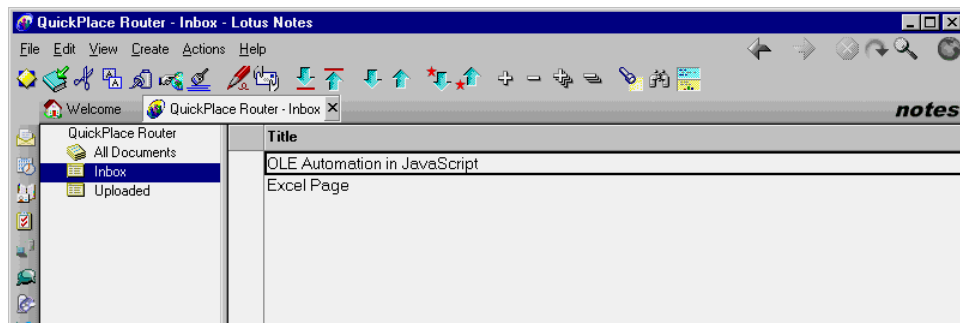 QuickPlace Router - Inbox - Lotus Notes
File Edit View Create Actions Help
Welcome QuickPlace Router - Inbox notes
QuickPlace Router Title
All Documents
Inbox OLE Automation in JavaScript
Uploaded Excel Page